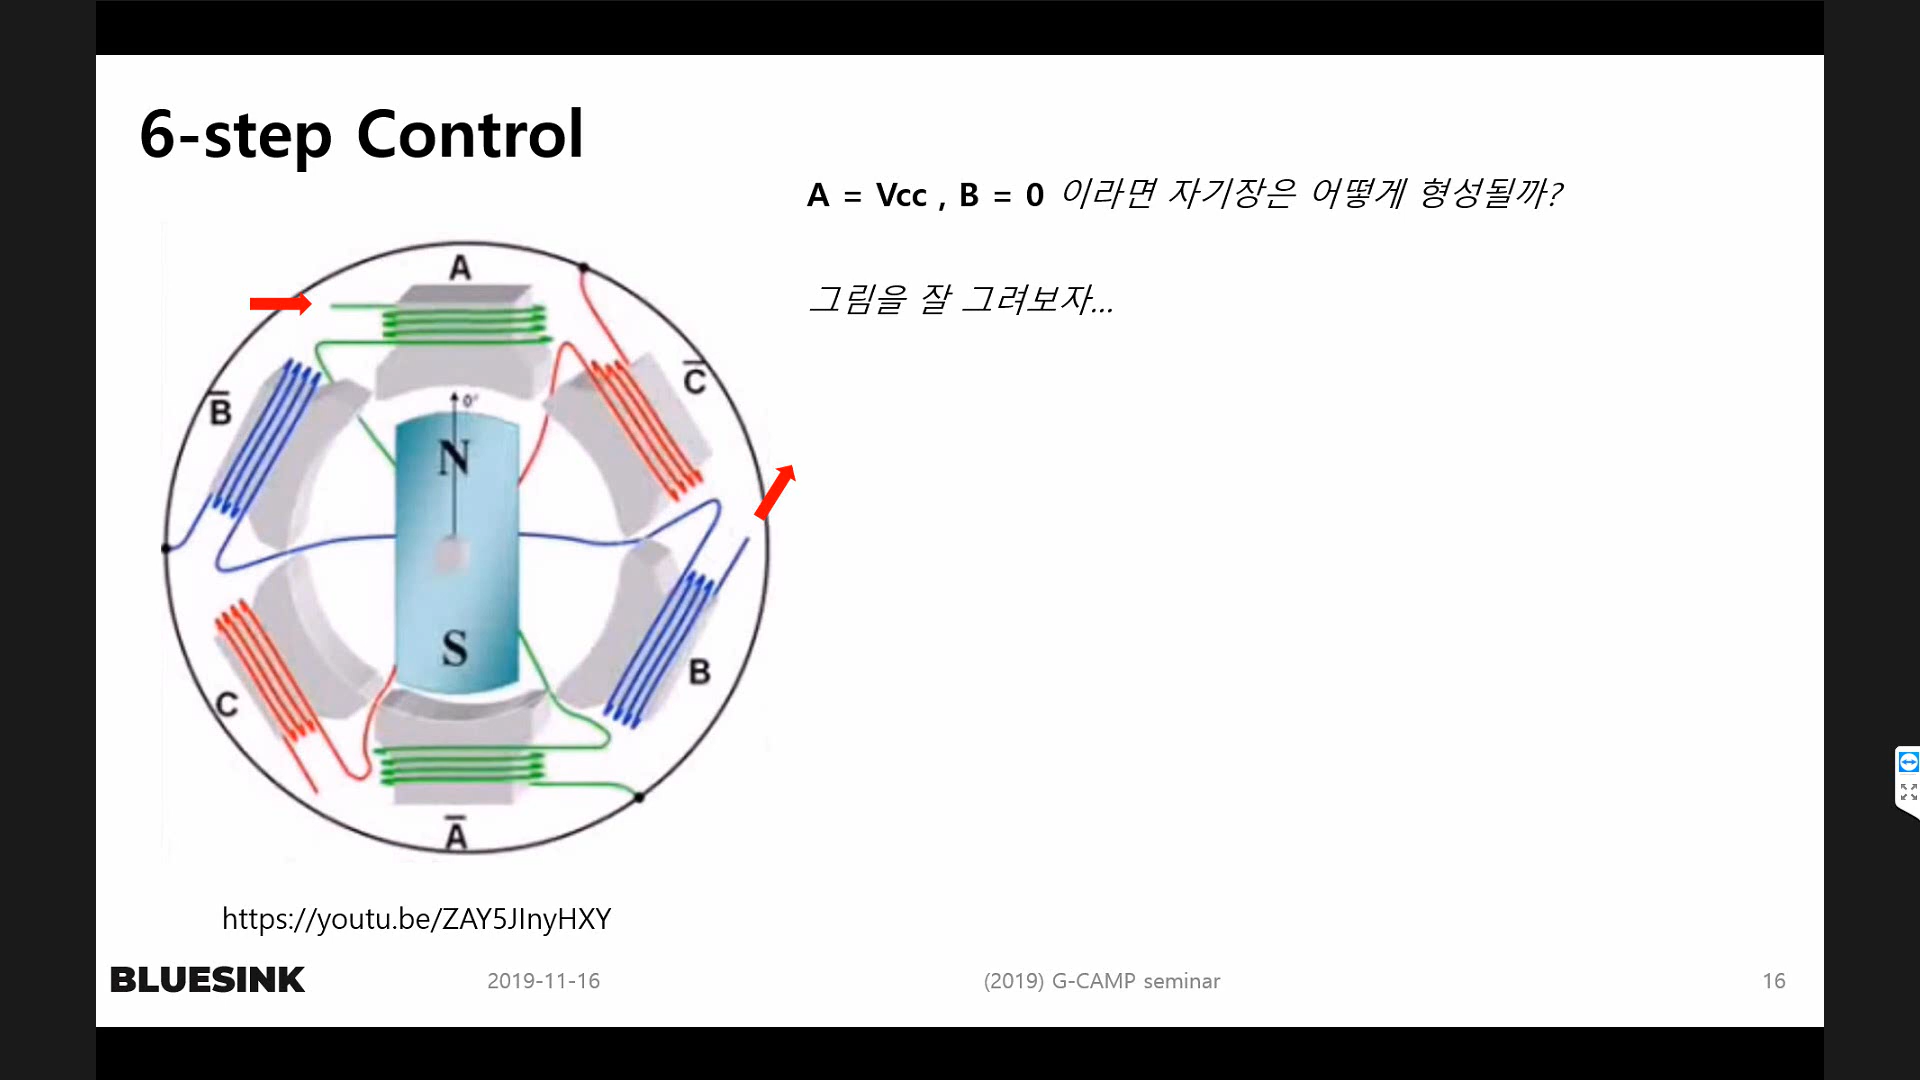 6-step Control
A = Vcc , B = 0 이라면 자기장은 어떻게 형성될까?
그림을 잘 그려보자...
A
C̅
B̅
0°
N
S
B
C
A̅
https://youtu.be/ZAY5JInyHXY
BLUESINK
2019-11-16
(2019) G-CAMP seminar
16